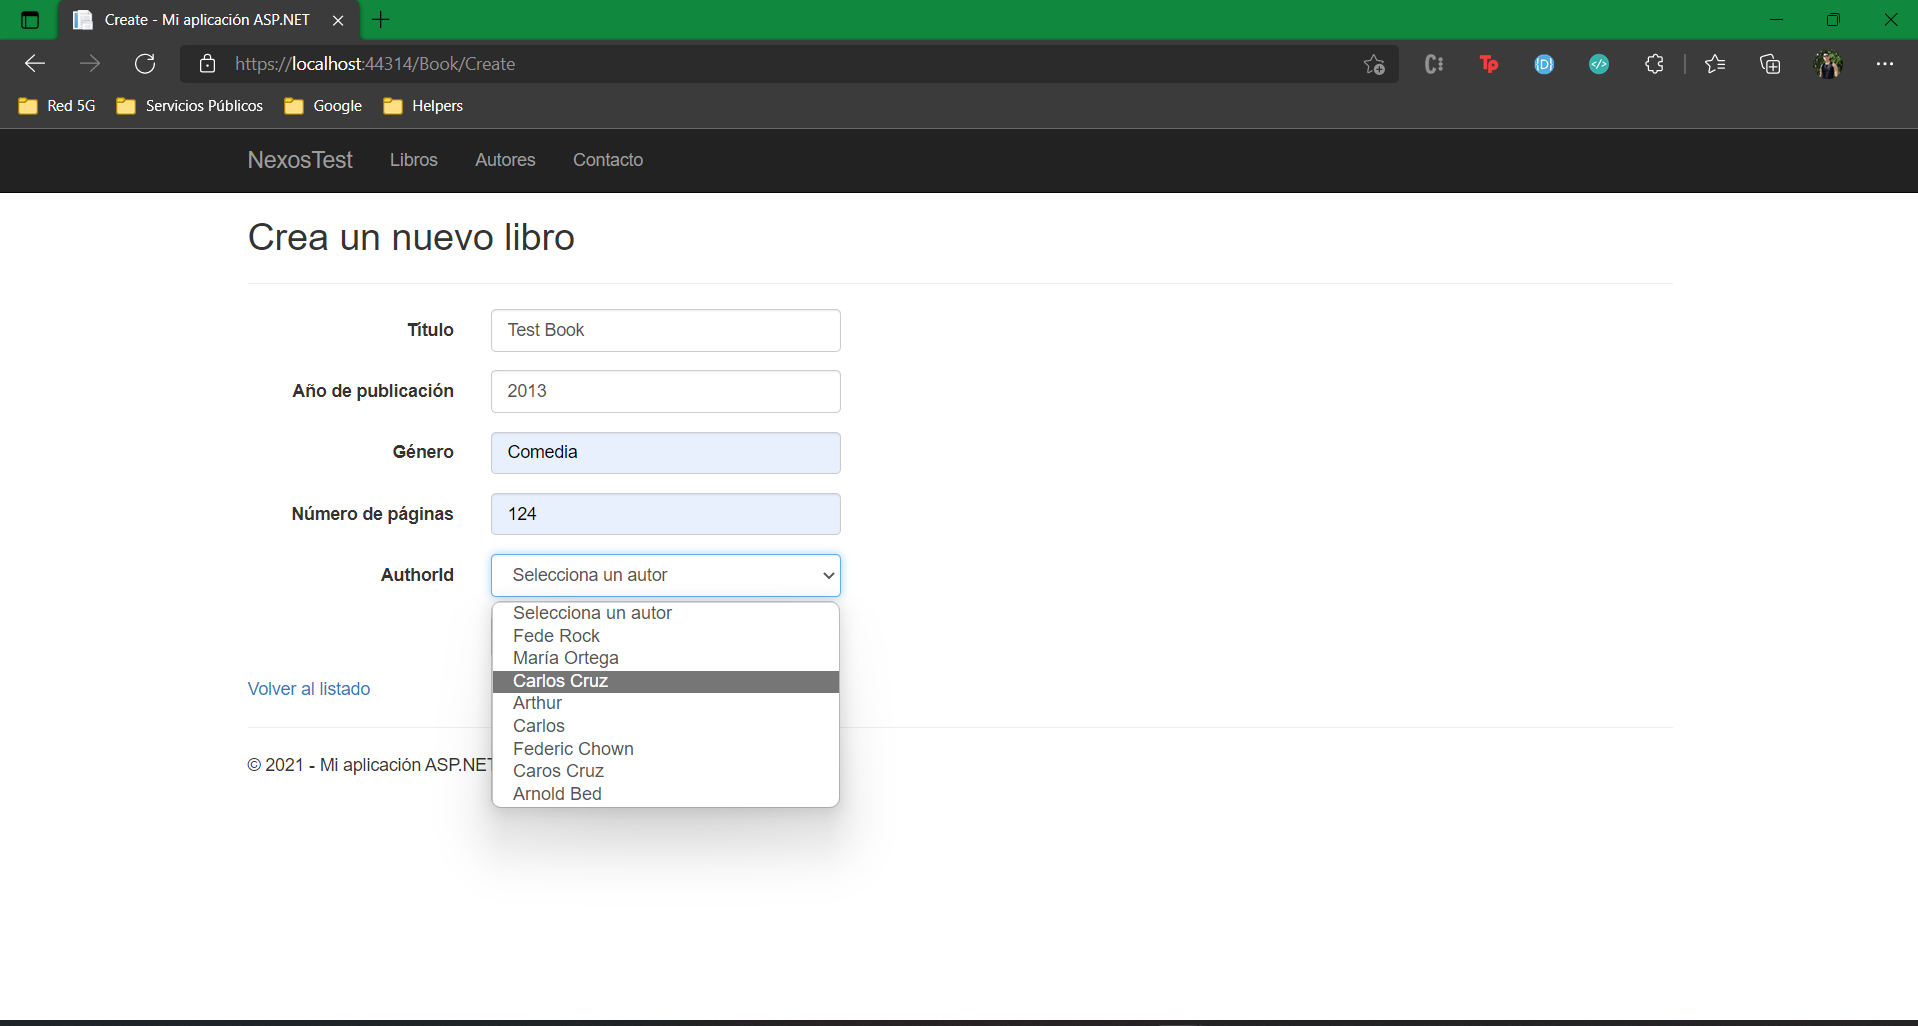 Create - Mi aplicación ASP.NET
https://localhost:44314/Book/Create
Red 5G Servicios Públicos Google Helpers
NexosTest Libros Autores Contacto
Crea un nuevo libro
Título Test Book
Año de publicación 2013
Género Comedia
Número de páginas 124
AuthorId Selecciona un autor
Selecciona un autor
Fede Rock
María Ortega
Carlos Cruz
Volver al listado
Arthur
Carlos
Federic Chown
© 2021 - Mi aplicación ASP.NET
Caros Cruz
Arnold Bed